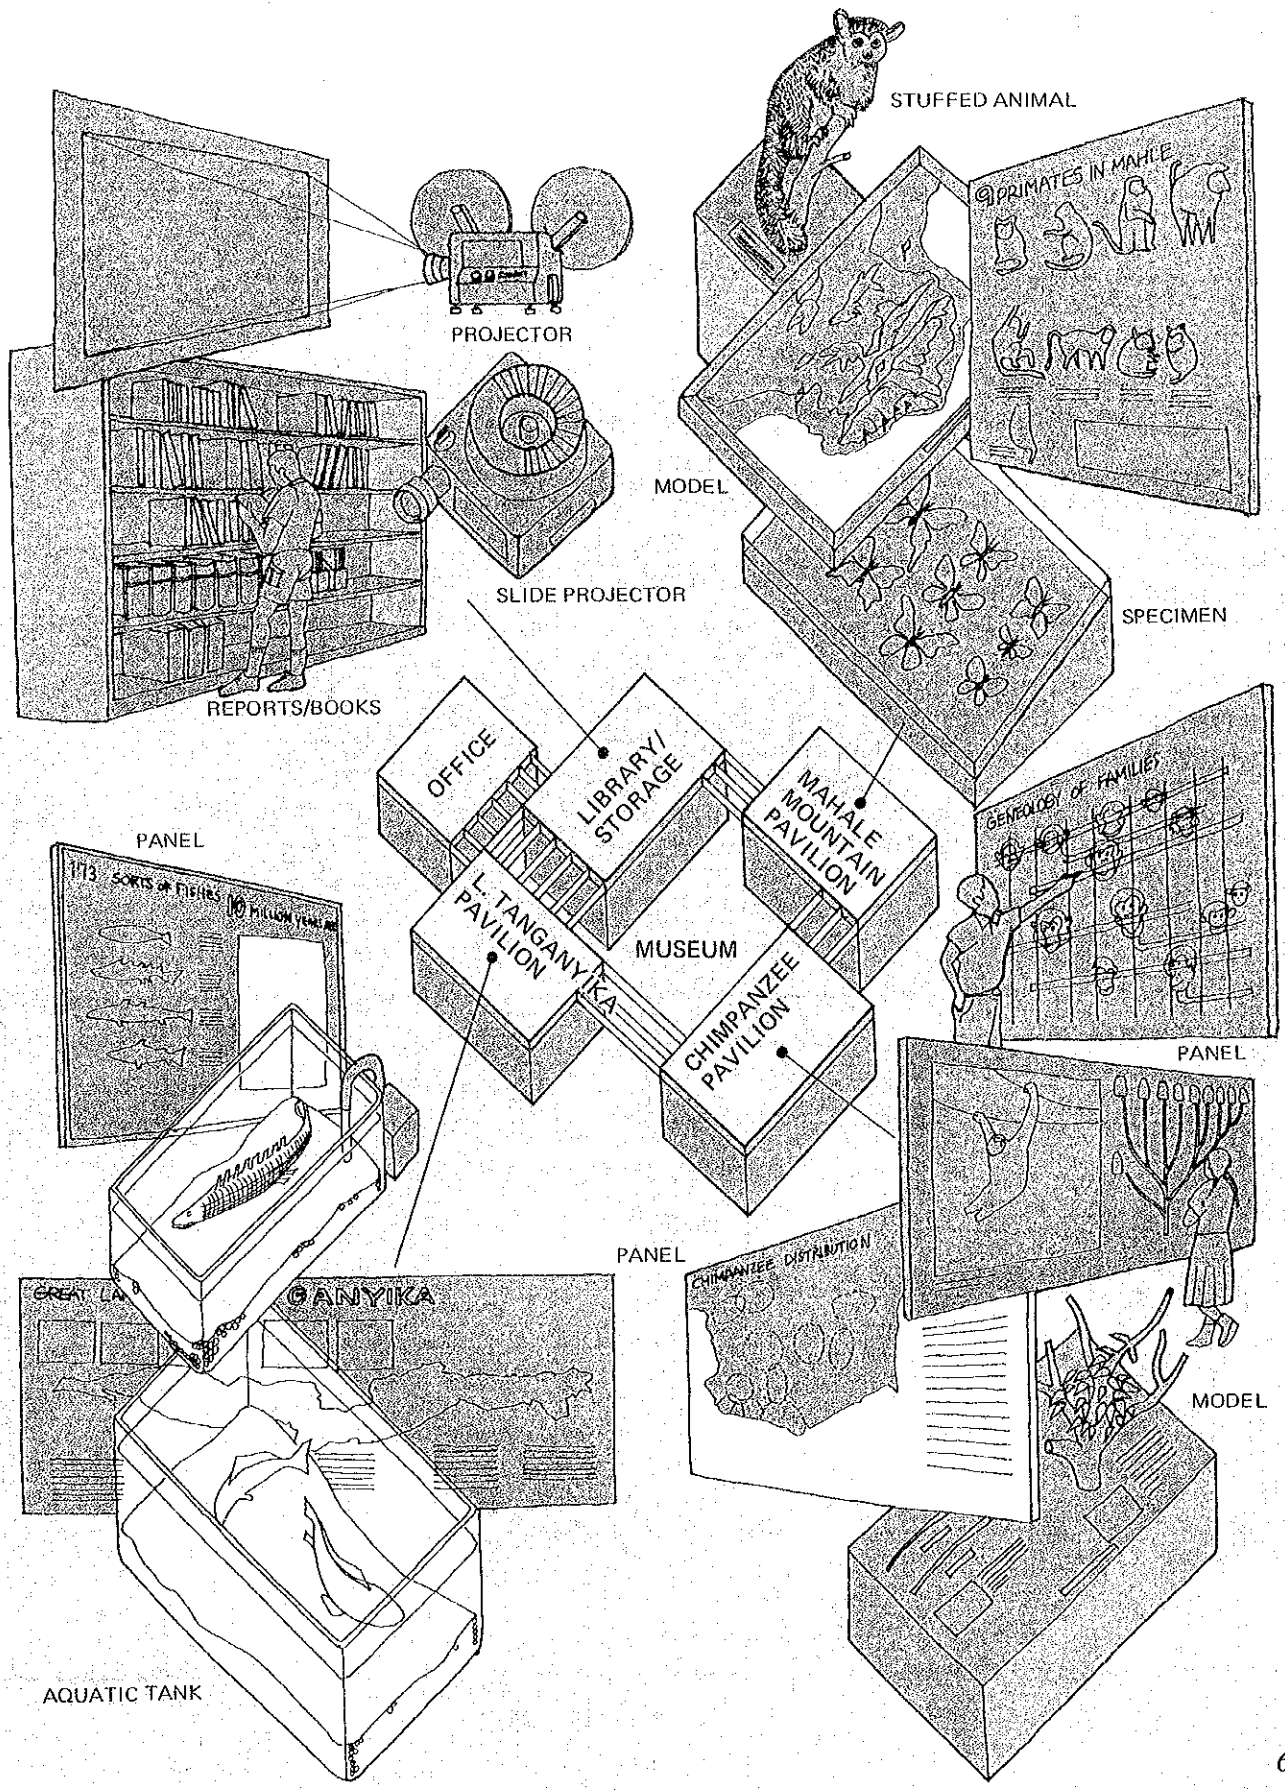 STUFFED ANIMAL
9 PRIMATES IN MAHLE
PROJECTOR
MODEL
SLIDE PROJECTOR
SPECIMEN
REPORTS/BOOKS
OFFICE
LIBRARY/
STORAGE
MAHALE
MOUNTAIN
PAVILION
GENEOLOGY OF FAMILIES
PANEL
173 SORTS OF FISHES 10 MILLION YEARS
L. TANGANYIKA
PAVILION
MUSEUM
CHIMPANZEE
PAVILION
PANEL
PANEL
CHIMPANZEE DISTRIBUTION
GREAT LA
GANYIKA
MODEL
AQUATIC TANK